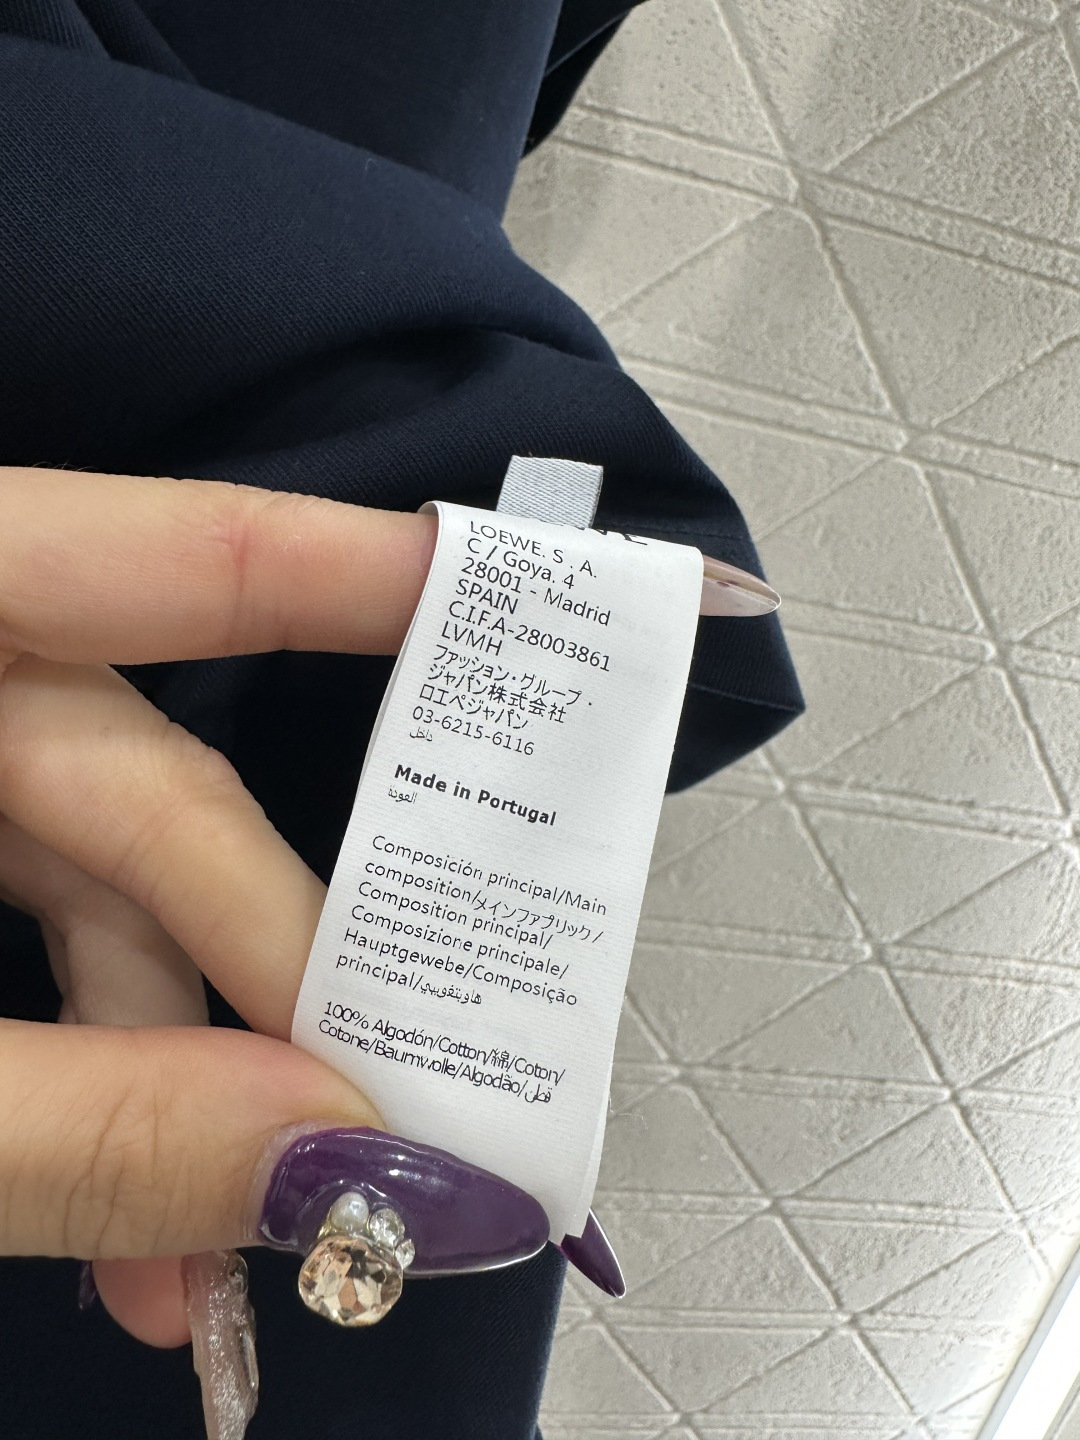 LOEWE. S . A.
C / Goya. 4
28001 - Madrid
SPAIN
C.I.F.A-28003861
LVMH
ファッション・グループ・
ジャパン株式会社
ロエベジャパン
03-6215-6116
داخل
Made in Portugal
العودة
Composición principal/Main
composition/メインファブリック/
Composition principal/
Composizione principale/
Hauptgewebe/Composição
principal/
100% Algodón/Cotton/綿/Coton/
Cotone/Baumwolle/Algodão/قطن